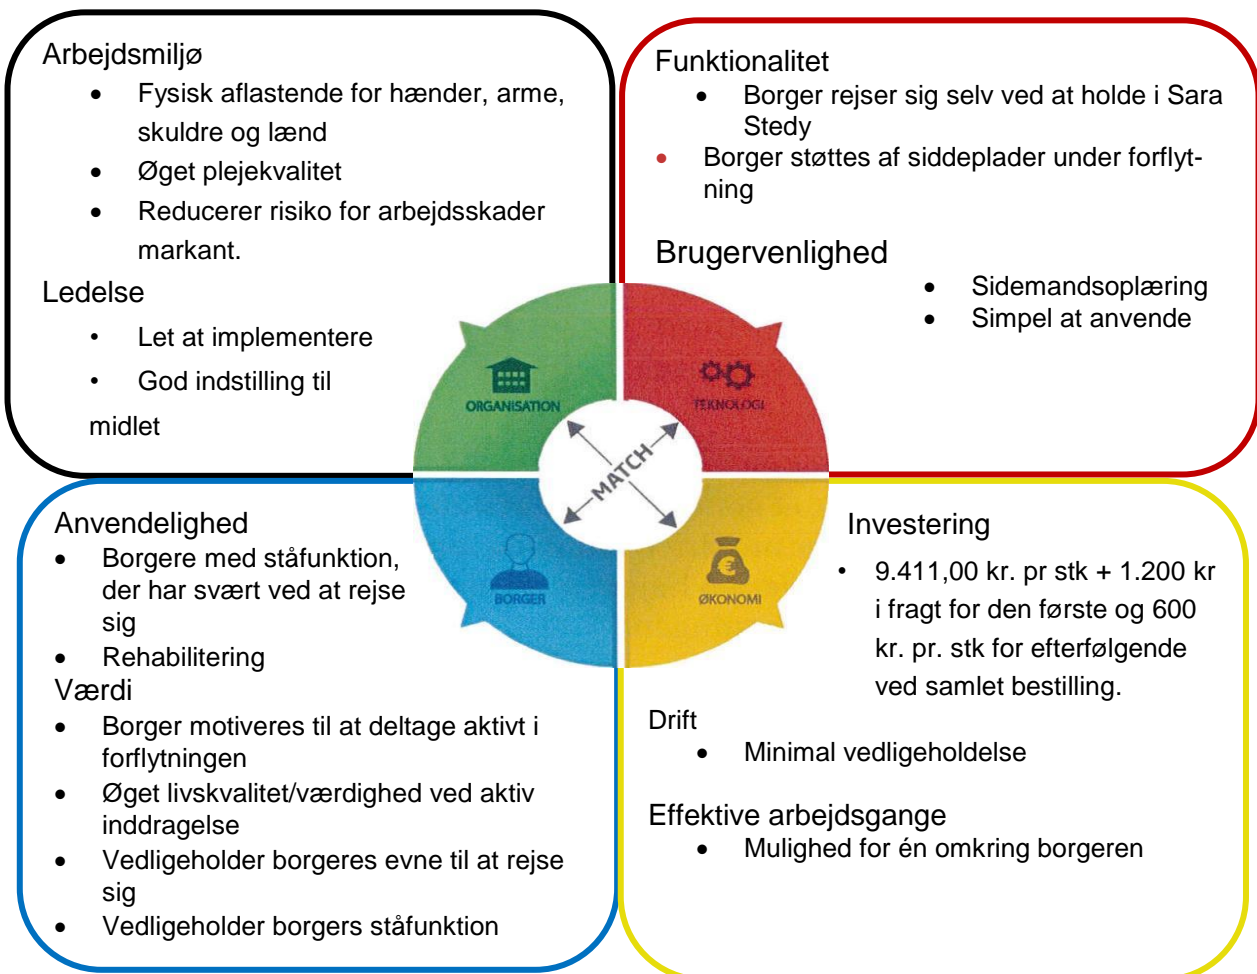 Arbejdsmiljø
• Fysisk aflastende for hænder, arme,
skuldre og lænd
• Øget plejekvalitet
• Reducerer risiko for arbejdsskader
markant.
Ledelse
• Let at implementere
• God indstilling til
midlet
Funktionalitet
• Borger rejser sig selv ved at holde i Sara
Stedy
• Borger støttes af siddeplader under forflyt-
ning
Brugervenlighed
• Sidemandsoplæring
• Simpel at anvende
ORGANISATION
TEKNOLOGI
MATCH
BORGER
ØKONOMI
Anvendelighed
• Borgere med ståfunktion,
der har svært ved at rejse
sig
• Rehabilitering
Værdi
• Borger motiveres til at deltage aktivt i
forflytningen
• Øget livskvalitet/værdighed ved aktiv
inddragelse
• Vedligeholder borgeres evne til at rejse
sig
• Vedligeholder borgers ståfunktion
Investering
• 9.411,00 kr. pr stk + 1.200 kr
i fragt for den første og 600
kr. pr. stk for efterfølgende
ved samlet bestilling.
Drift
• Minimal vedligeholdelse
Effektive arbejdsgange
• Mulighed for én omkring borgeren